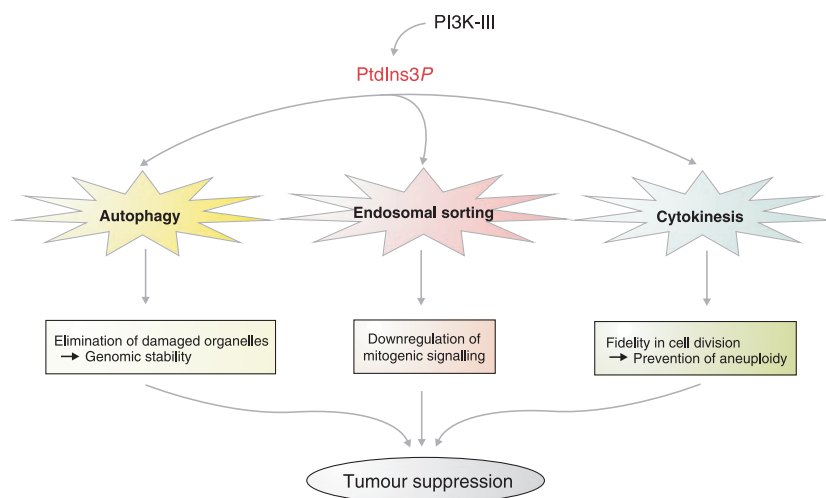 PI3K-III
PtdIns3P
Autophagy
Endosomal sorting
Cytokinesis
Elimination of damaged organelles
→ Genomic stability
Downregulation of
mitogenic signalling
Fidelity in cell division
→ Prevention of aneuploidy
Tumour suppression